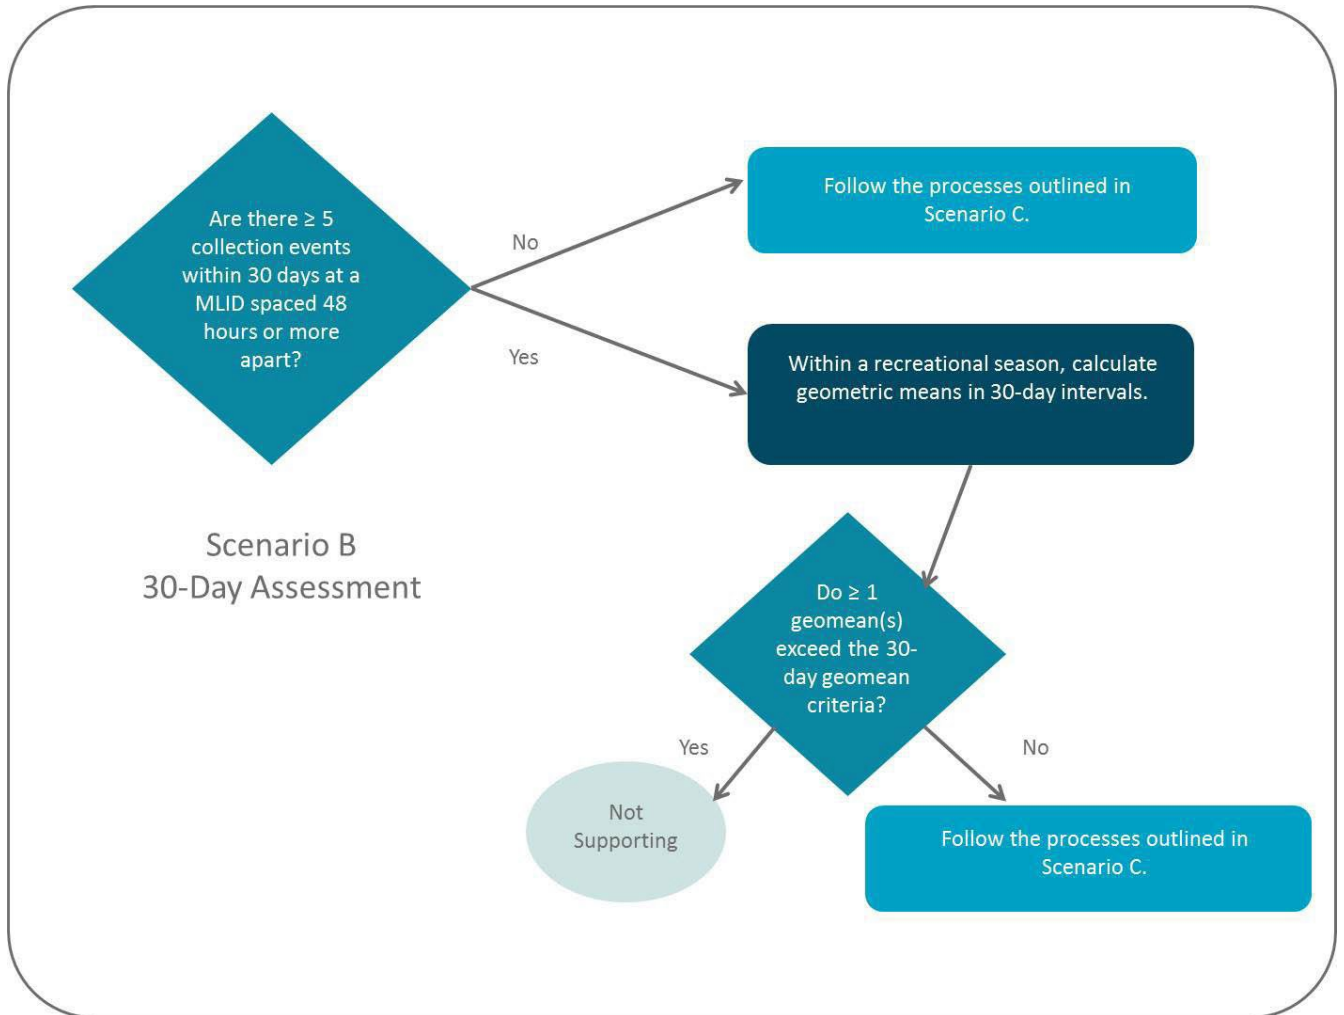 Are there ≥ 5
collection events
within 30 days at a
MLID spaced 48
hours or more
apart?
No
Follow the processes outlined in
Scenario C.
Yes
Within a recreational season, calculate
geometric means in 30-day intervals.
Scenario B
30-Day Assessment
Do ≥ 1
geomean(s)
exceed the 30-
day geomean
criteria?
Yes
No
Not
Supporting
Follow the processes outlined in
Scenario C.